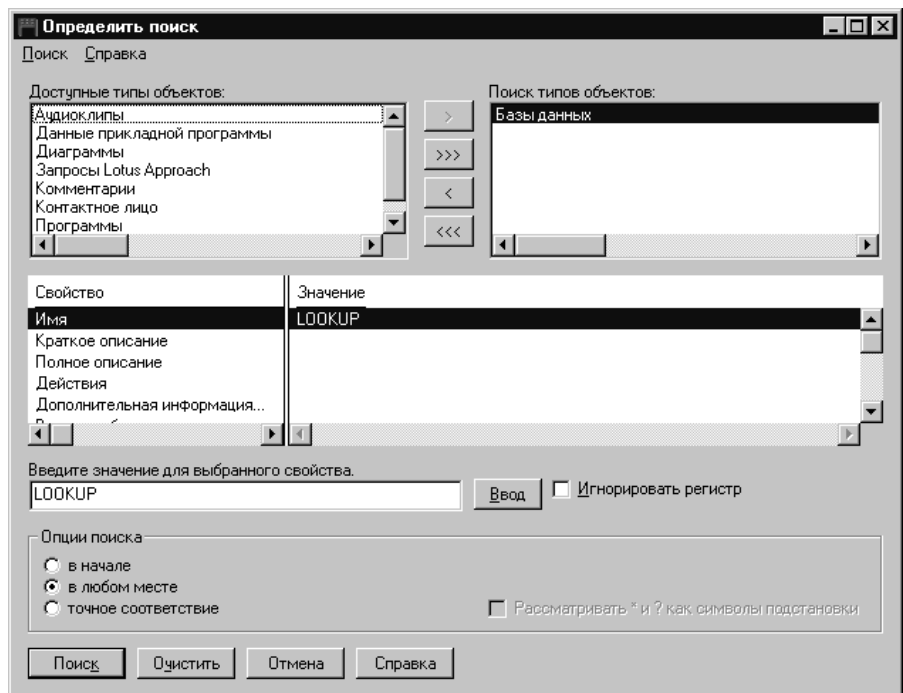 Определить поиск
Поиск Справка
Доступные типы объектов:
Аудиоклипы
Данные прикладной программы
Диаграммы
Запросы Lotus Approach
Комментарии
Контактное лицо
Программы
>
>>>
<
<<<
Поиск типов объектов:
Базы данных
Свойство Значение
Имя LOOKUP
Краткое описание
Полное описание
Действия
Дополнительная информация...
Введите значение для выбранного свойства.
LOOKUP Ввод Игнорировать регистр
Опции поиска
в начале
в любом месте
точное соответствие Рассматривать * и ? как символы подстановки
Поиск Очистить Отмена Справка